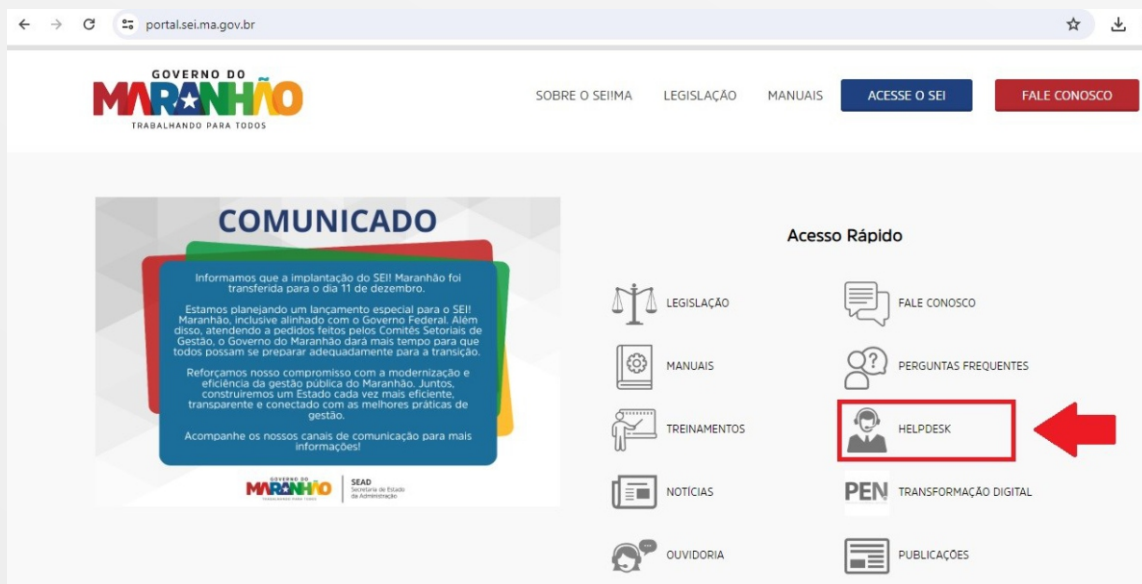 portal.sei.ma.gov.br
GOVERNO DO
MARANHÃO
TRABALHANDO PARA TODOS
SOBRE O SEI!MA
LEGISLAÇÃO
MANUAIS
ACESSE O SEI
FALE CONOSCO
COMUNICADO
Informamos que a implantação do SEI! Maranhão foi
transferida para o dia 11 de dezembro.
Estamos planejando um lançamento especial para o SEI!
Maranhão, inclusive alinhado com o Governo Federal. Além
disso, atendendo a pedidos feitos pelos Comitês Setoriais de
Gestão, o Governo do Maranhão dará mais tempo para que
todos possam se preparar adequadamente para a transição.
Reforçamos nosso compromisso com a modernização e
eficiência da gestão pública do Maranhão. Juntos,
construiremos um Estado cada vez mais eficiente,
transparente e conectado com as melhores práticas de
gestão.
Acompanhe os nossos canais de comunicação para mais
informações!
GOVERNO DO
MARANHÃO
TRABALHANDO PARA TODOS
SEAD
Secretaria de Estado
da Administração
Acesso Rápido
LEGISLAÇÃO
FALE CONOSCO
MANUAIS
PERGUNTAS FREQUENTES
TREINAMENTOS
HELPDESK
NOTÍCIAS
PEN TRANSFORMAÇÃO DIGITAL
OUVIDORIA
PUBLICAÇÕES